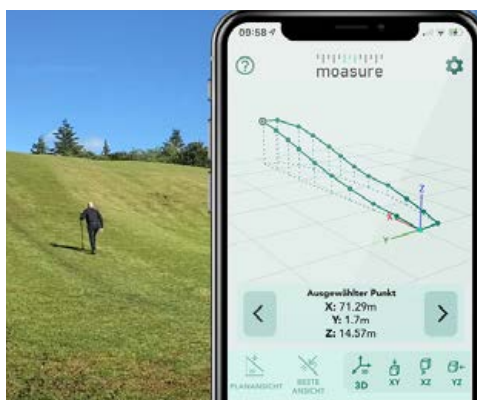 09:58
moasure
Z
X
Y
Ausgewählter Punkt
X: 71.29m
Y: 1.7m
Z: 14.57m
PLANANSICHT
BESTE
ANSICHT
3D
XY
XZ
YZ